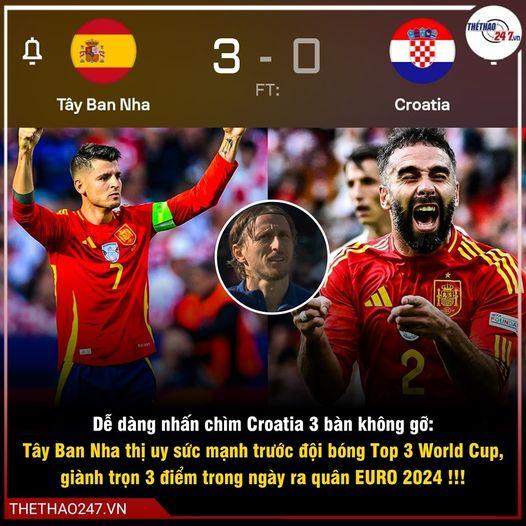 THỂTHAO
247.VN
3 - 0
FT:
Tây Ban Nha
Croatia
7
2
Dễ dàng nhấn chìm Croatia 3 bàn không gỡ:
Tây Ban Nha thị uy sức mạnh trước đội bóng Top 3 World Cup,
giành trọn 3 điểm trong ngày ra quân EURO 2024 !!!
THETHAO247.VN